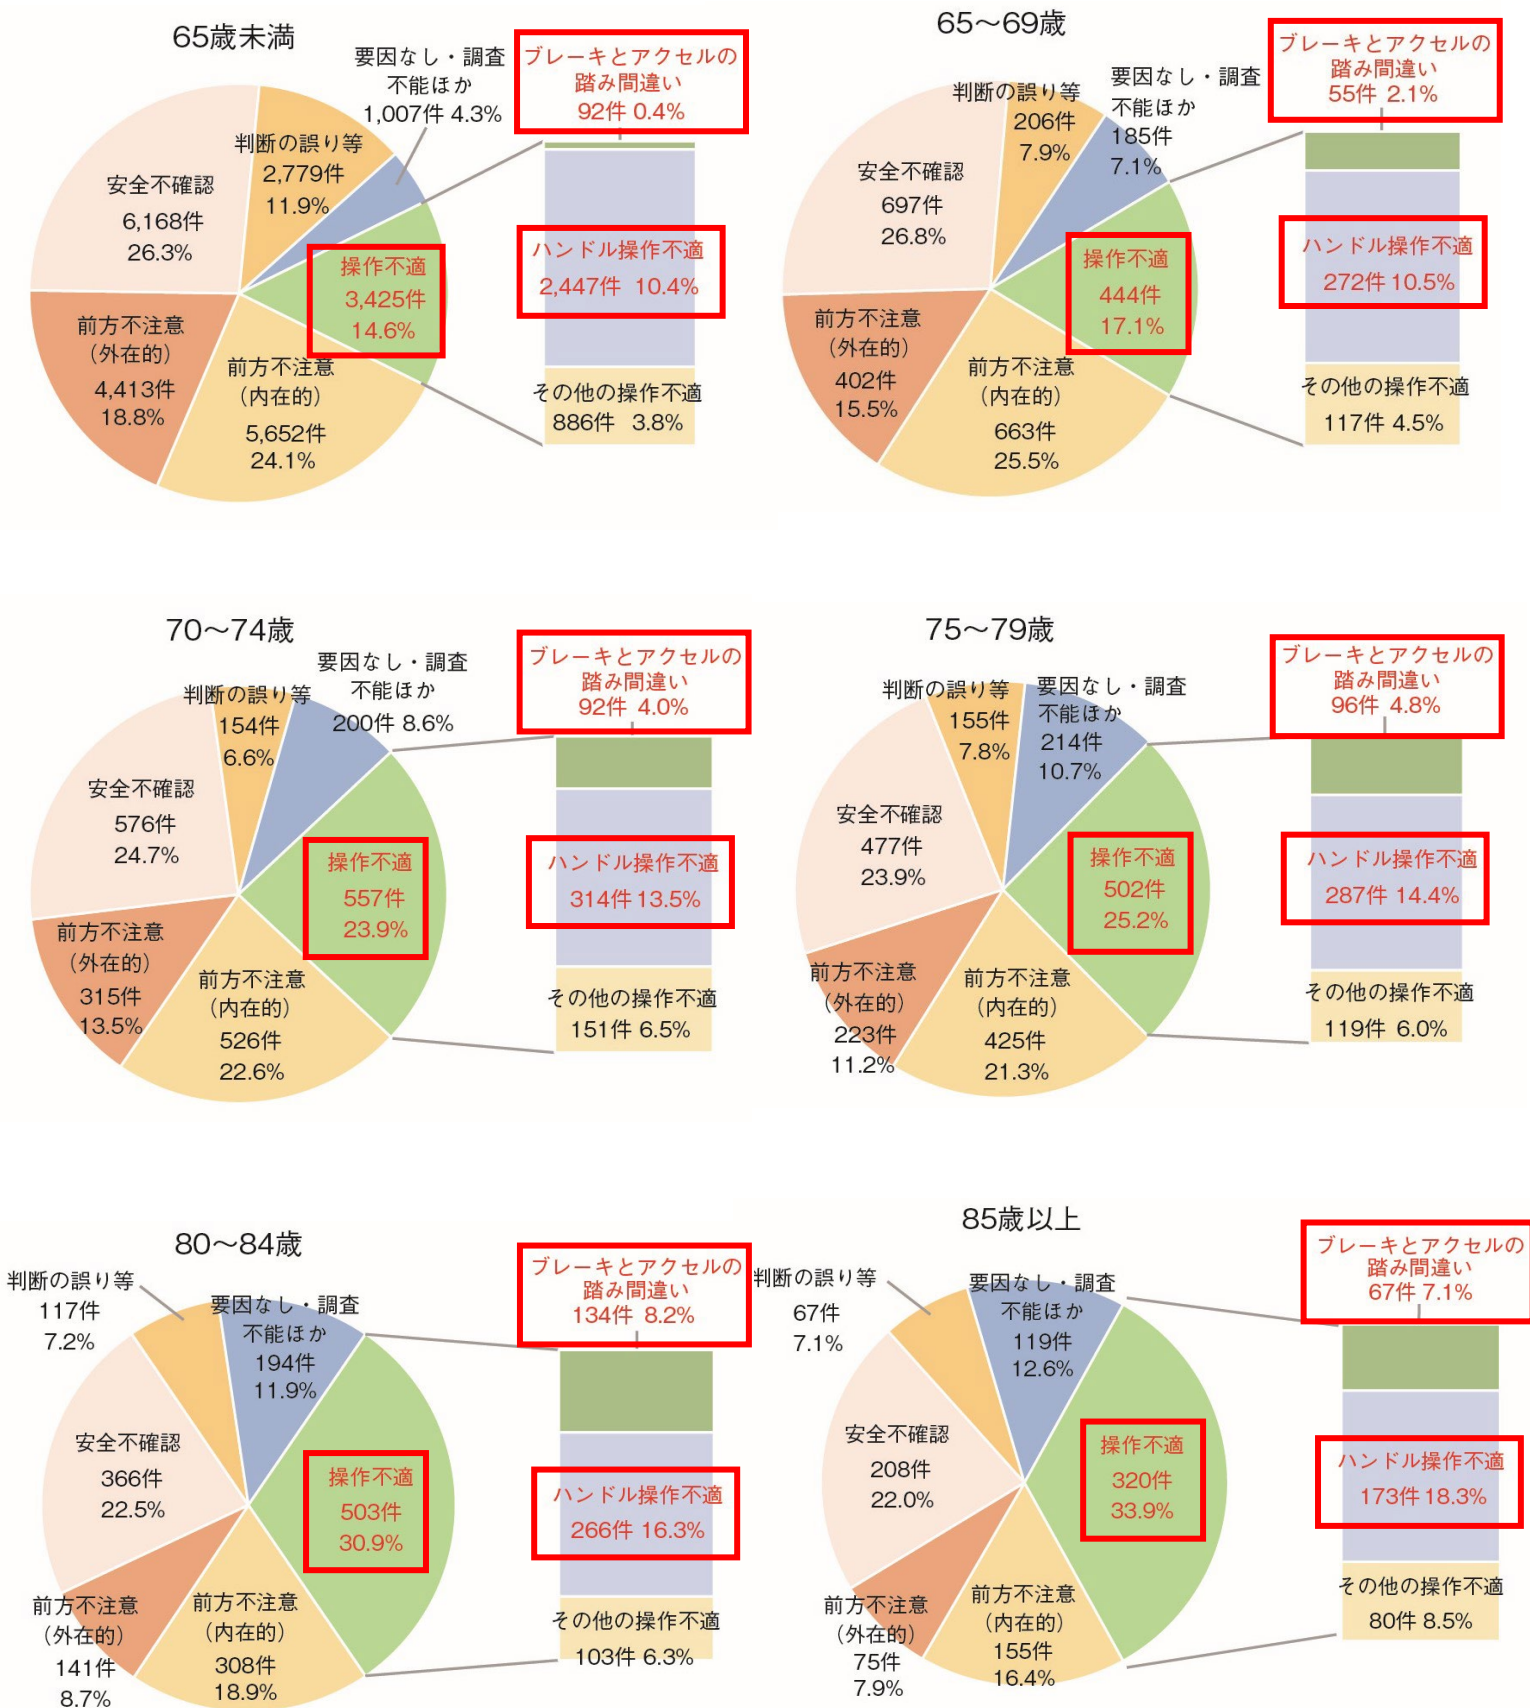 65歳未満
要因なし・調査
不能ほか
1,007件 4.3%
ブレーキとアクセルの
踏み間違い
92件 0.4%
判断の誤り等
2,779件
11.9%
安全不確認
6,168件
26.3%
操作不適
3,425件
14.6%
ハンドル操作不適
2,447件 10.4%
前方不注意
（外在的）
4,413件
18.8%
前方不注意
（内在的）
5,652件
24.1%
その他の操作不適
886件 3.8%
65～69歳
判断の誤り等
206件
7.9%
要因なし・調査
不能ほか
185件
7.1%
ブレーキとアクセルの
踏み間違い
55件 2.1%
安全不確認
697件
26.8%
操作不適
444件
17.1%
ハンドル操作不適
272件 10.5%
前方不注意
（外在的）
402件
15.5%
前方不注意
（内在的）
663件
25.5%
その他の操作不適
117件 4.5%
70～74歳
判断の誤り等
154件
6.6%
要因なし・調査
不能ほか
200件 8.6%
ブレーキとアクセルの
踏み間違い
92件 4.0%
安全不確認
576件
24.7%
操作不適
557件
23.9%
ハンドル操作不適
314件 13.5%
前方不注意
（外在的）
315件
13.5%
前方不注意
（内在的）
526件
22.6%
その他の操作不適
151件 6.5%
75～79歳
判断の誤り等
155件
7.8%
要因なし・調査
不能ほか
214件
10.7%
ブレーキとアクセルの
踏み間違い
96件 4.8%
安全不確認
477件
23.9%
操作不適
502件
25.2%
ハンドル操作不適
287件 14.4%
前方不注意
（外在的）
223件
11.2%
前方不注意
（内在的）
425件
21.3%
その他の操作不適
119件 6.0%
80～84歳
判断の誤り等
117件
7.2%
要因なし・調査
不能ほか
194件
11.9%
ブレーキとアクセルの
踏み間違い
134件 8.2%
安全不確認
366件
22.5%
操作不適
503件
30.9%
ハンドル操作不適
266件 16.3%
前方不注意
（外在的）
141件
8.7%
前方不注意
（内在的）
308件
18.9%
その他の操作不適
103件 6.3%
85歳以上
判断の誤り等
67件
7.1%
要因なし・調査
不能ほか
119件
12.6%
ブレーキとアクセルの
踏み間違い
67件 7.1%
安全不確認
208件
22.0%
操作不適
320件
33.9%
ハンドル操作不適
173件 18.3%
前方不注意
（外在的）
75件
7.9%
前方不注意
（内在的）
155件
16.4%
その他の操作不適
80件 8.5%